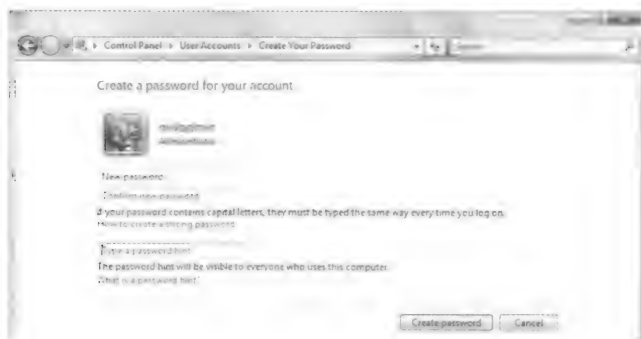 Control Panel ▸ User Accounts ▸ Create Your Password
Create a password for your account
New password
Confirm new password
If your password contains capital letters, they must be typed the same way every time you log on.
How to create a strong password
Type a password hint
The password hint will be visible to everyone who uses this computer.
What is a password hint
Create password Cancel